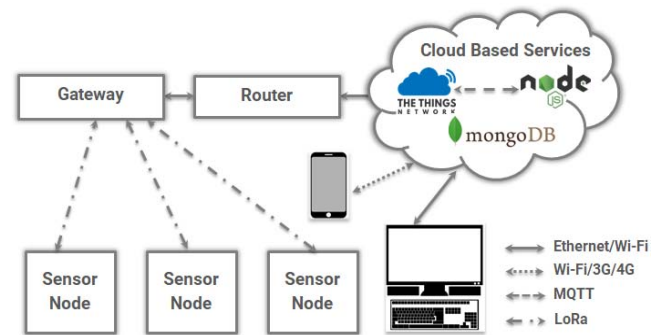 Cloud Based Services
Gateway
Router
THE THINGS
NETWORK
node
JS
mongoDB
Sensor
Node
Sensor
Node
Sensor
Node
Ethernet/Wi-Fi
Wi-Fi/3G/4G
MQTT
LoRa